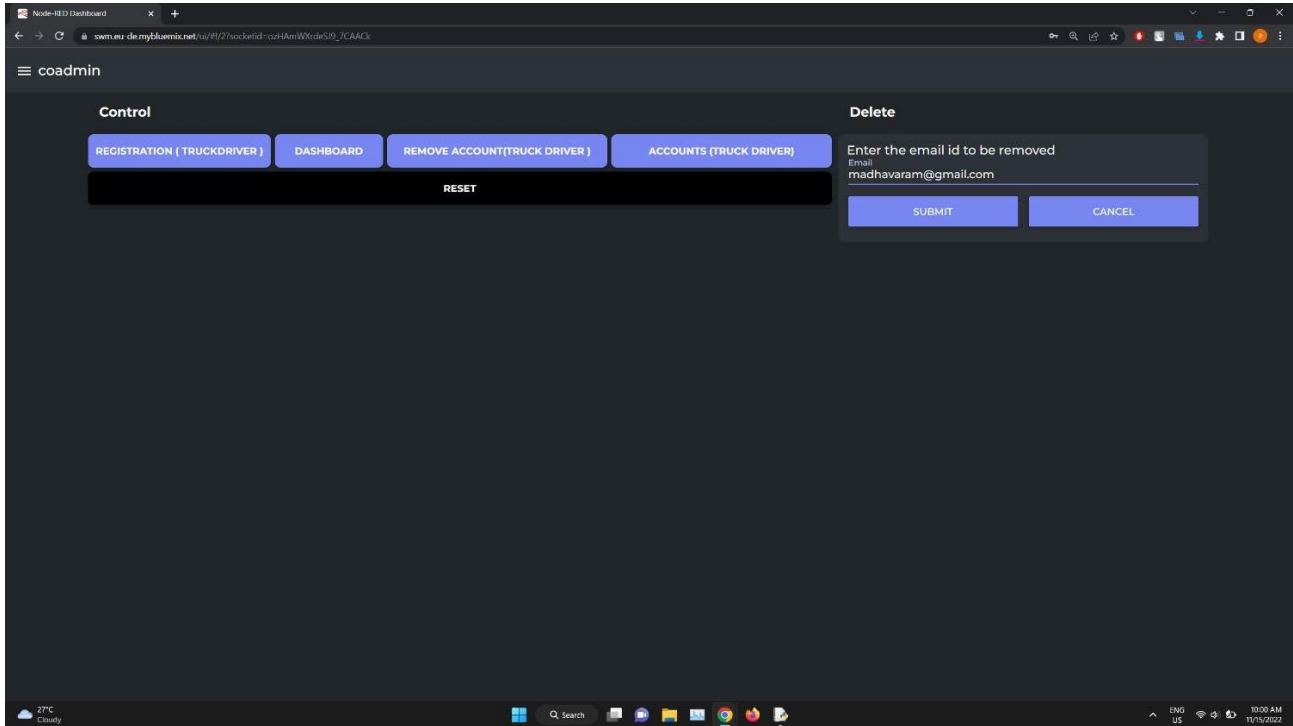 Node-RED Dashboard
swm.eu-de.mybluemix.net/ui/#!/2?socketid=ozHAmWXrdeSJ9_7CAACk
coadmin
Control
REGISTRATION ( TRUCKDRIVER ) DASHBOARD REMOVE ACCOUNT(TRUCK DRIVER ) ACCOUNTS (TRUCK DRIVER)
RESET
Delete
Enter the email id to be removed
Email
madhavaram@gmail.com
SUBMIT CANCEL
27°C
Cloudy
Search
ENG
US
10:00 AM
11/15/2022